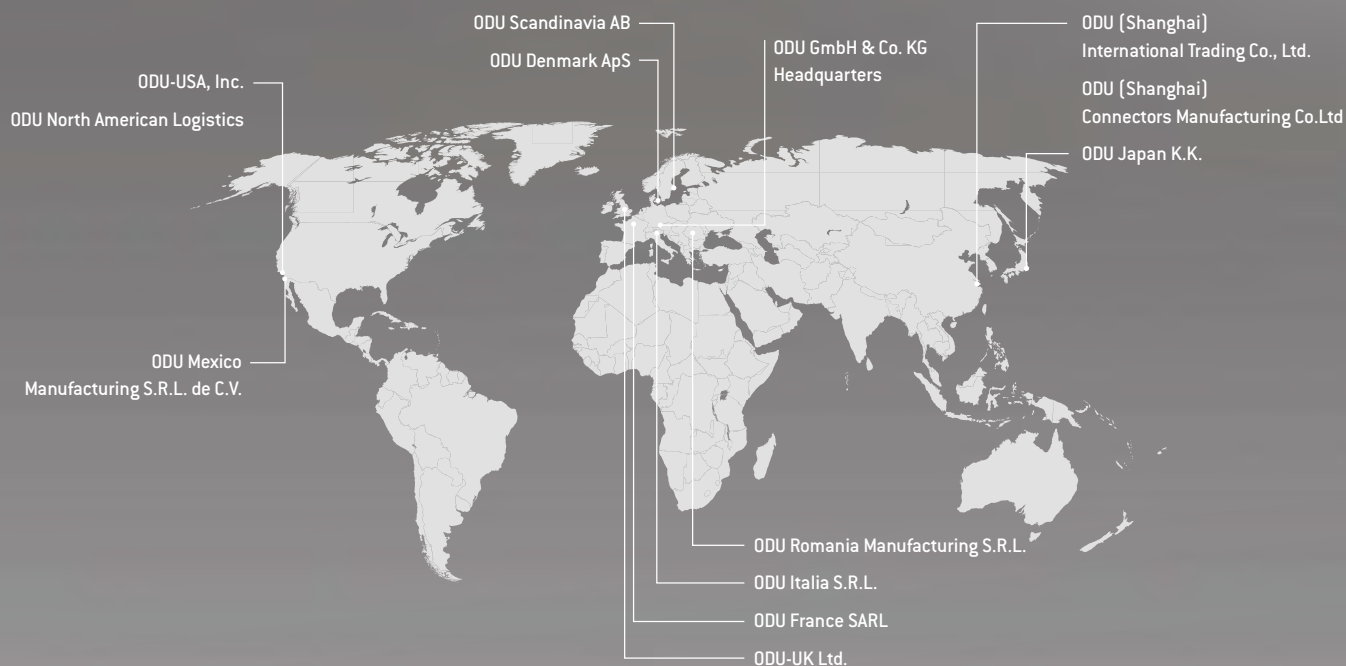 ODU Scandinavia AB
ODU Denmark ApS
ODU GmbH & Co. KG
Headquarters
ODU (Shanghai)
International Trading Co., Ltd.
ODU (Shanghai)
Connectors Manufacturing Co.Ltd
ODU Japan K.K.
ODU-USA, Inc.
ODU North American Logistics
ODU Mexico
Manufacturing S.R.L. de C.V.
ODU Romania Manufacturing S.R.L.
ODU Italia S.R.L.
ODU France SARL
ODU-UK Ltd.